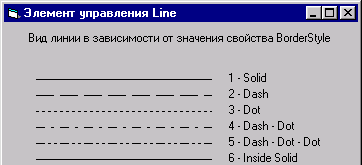 Элемент управления Line
Вид линии в зависимости от значения свойства BorderStyle
1 - Solid
2 - Dash
3 - Dot
4 - Dash - Dot
5 - Dash - Dot - Dot
6 - Inside Solid